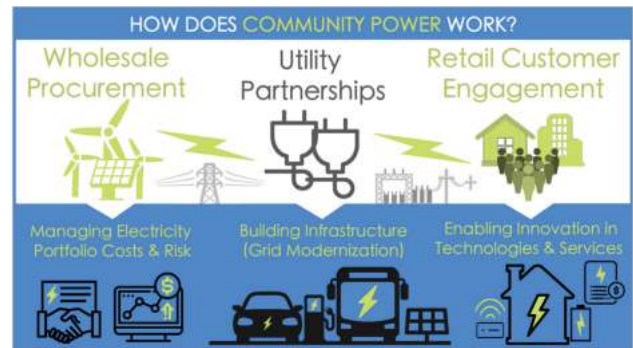 HOW DOES COMMUNITY POWER WORK?
Wholesale
Procurement
Utility
Partnerships
Retail Customer
Engagement
Managing Electricity
Portfolio Costs & Risk
Building Infrastructure
(Grid Modernization)
Enabling Innovation in
Technologies & Services
$
$